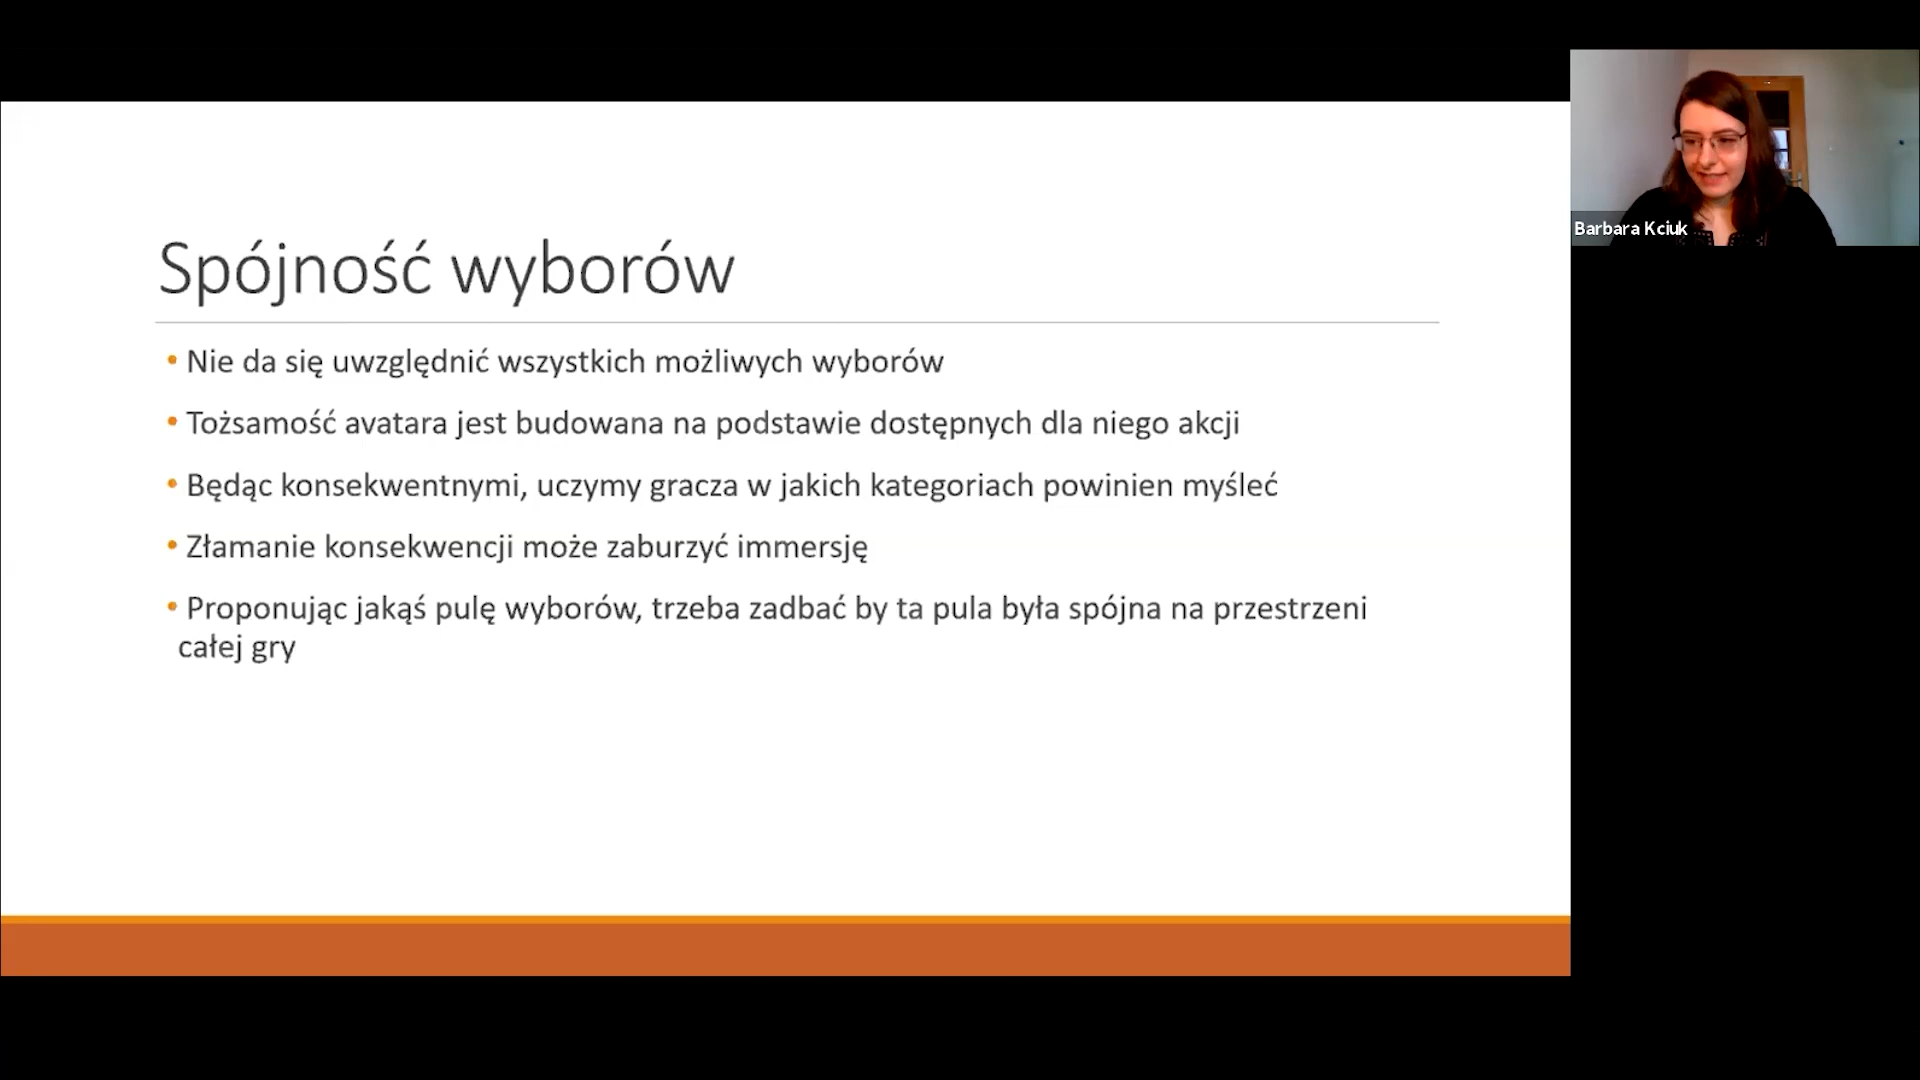 Spójność wyborów
• Nie da się uwzględnić wszystkich możliwych wyborów
• Tożsamość avatara jest budowana na podstawie dostępnych dla niego akcji
• Będąc konsekwentnymi, uczymy gracza w jakich kategoriach powinien myśleć
• Złamanie konsekwencji może zaburzyć immersję
• Proponując jakąś pulę wyborów, trzeba zadbać by ta pula była spójna na przestrzeni
całej gry
Barbara Kciuk